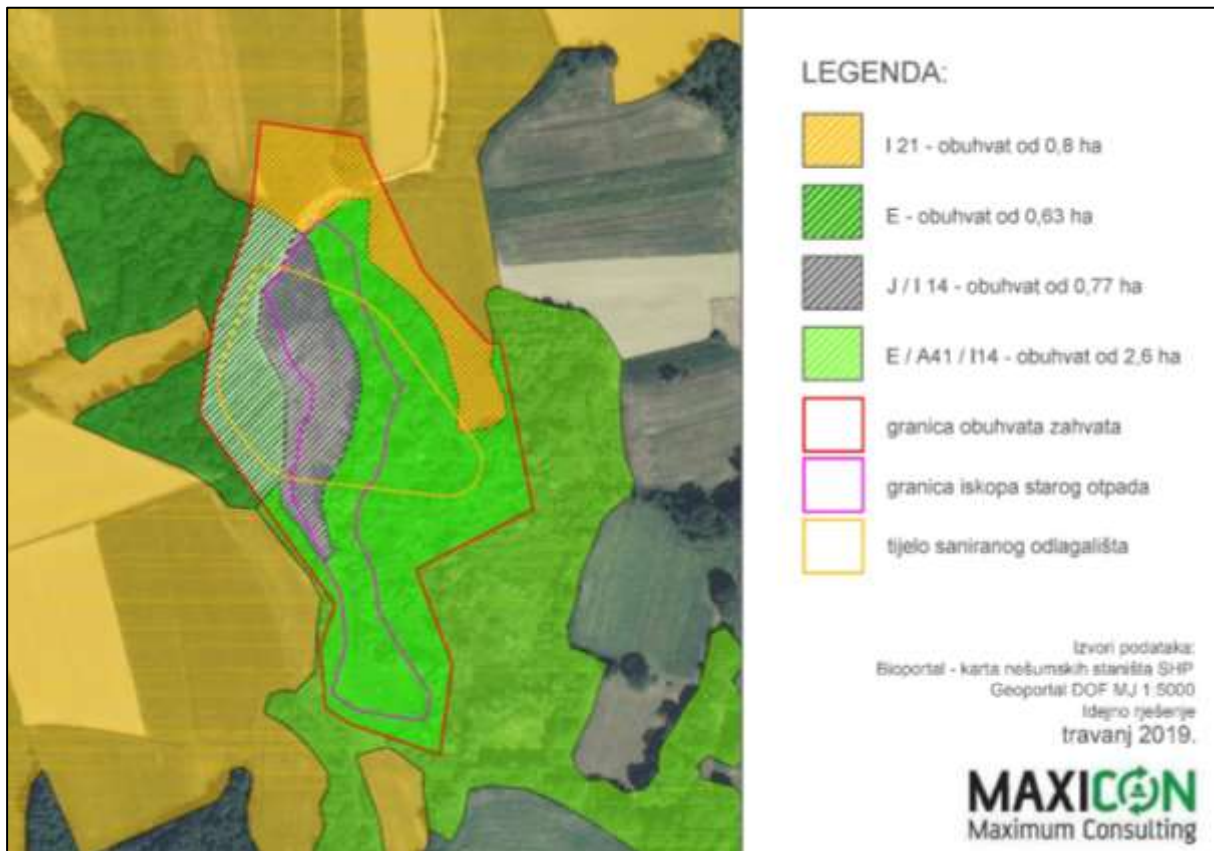 LEGENDA:
I 21 - obuhvat od 0,8 ha
E - obuhvat od 0,63 ha
J / I 14 - obuhvat od 0,77 ha
E / A41 / I14 - obuhvat od 2,6 ha
granica obuhvata zahvata
granica iskopa starog otpada
tijelo saniranog odlagališta
Izvori podataka:
Bioportal - karta nešumskih staništa SHP
Geoportal DOF MJ 1:5000
Idejno rješenje
travanj 2019.
MAXICON
Maximum Consulting